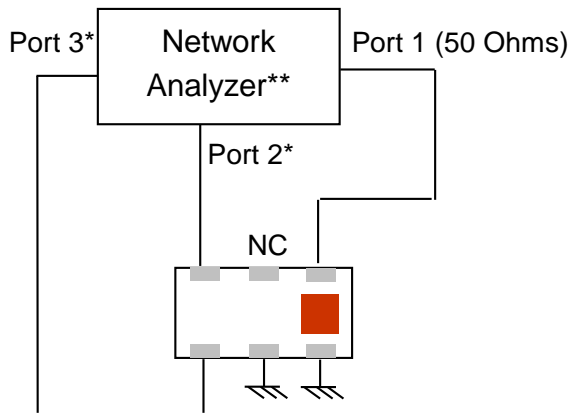 Port 3*
Network
Analyzer**
Port 1 (50 Ohms)
Port 2*
NC